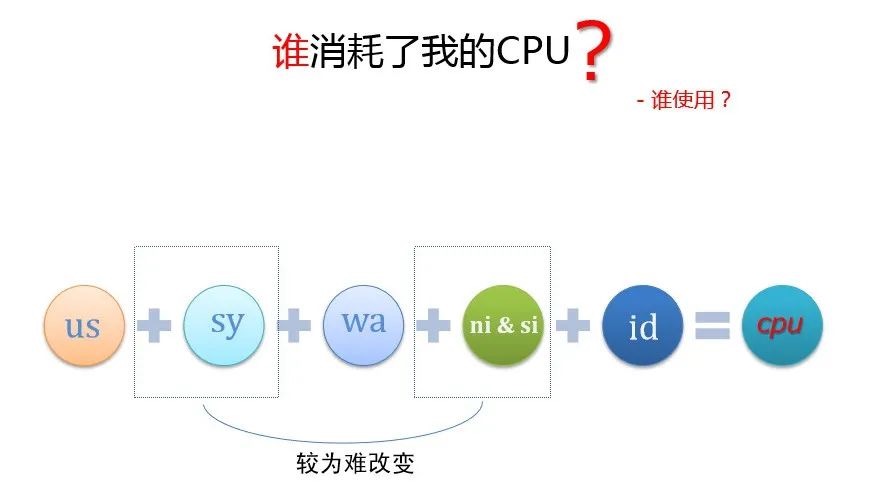 谁消耗了我的CPU?
- 谁使用？
us + sy + wa + ni & si + id = cpu
较为难改变